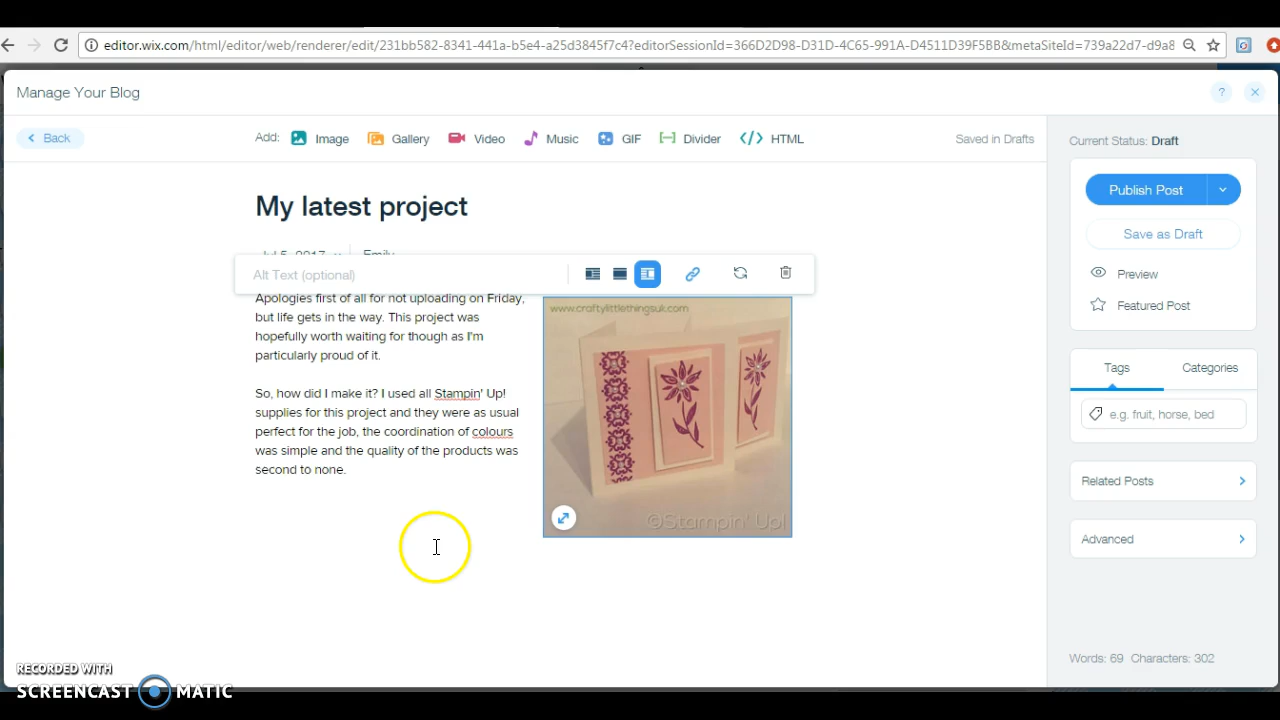 editor.wix.com/html/editor/web/renderer/edit/231bb582-8341-441a-b5e4-a25d3845f7c4?editorSessionId=366D2D98-D31D-4C65-991A-D4511D39F5BB&metaSiteId=739a22d7-d9a8
Manage Your Blog
?
Back
Add: Image Gallery Video Music GIF Divider </> HTML
Saved in Drafts
My latest project
Jul 5, 2017 Emily
Alt Text (optional)
Apologies first of all for not uploading on Friday,
but life gets in the way. This project was
hopefully worth waiting for though as I'm
particularly proud of it.
So, how did I make it? I used all Stampin' Up!
supplies for this project and they were as usual
perfect for the job, the coordination of colours
was simple and the quality of the products was
second to none.
www.craftylittlethingsuk.com
©Stampin' Up!
Current Status: Draft
Publish Post
Save as Draft
Preview
Featured Post
Tags Categories
e.g. fruit, horse, bed
Related Posts
Advanced
Words: 69 Characters: 302
RECORDED WITH
SCREENCAST MATIC